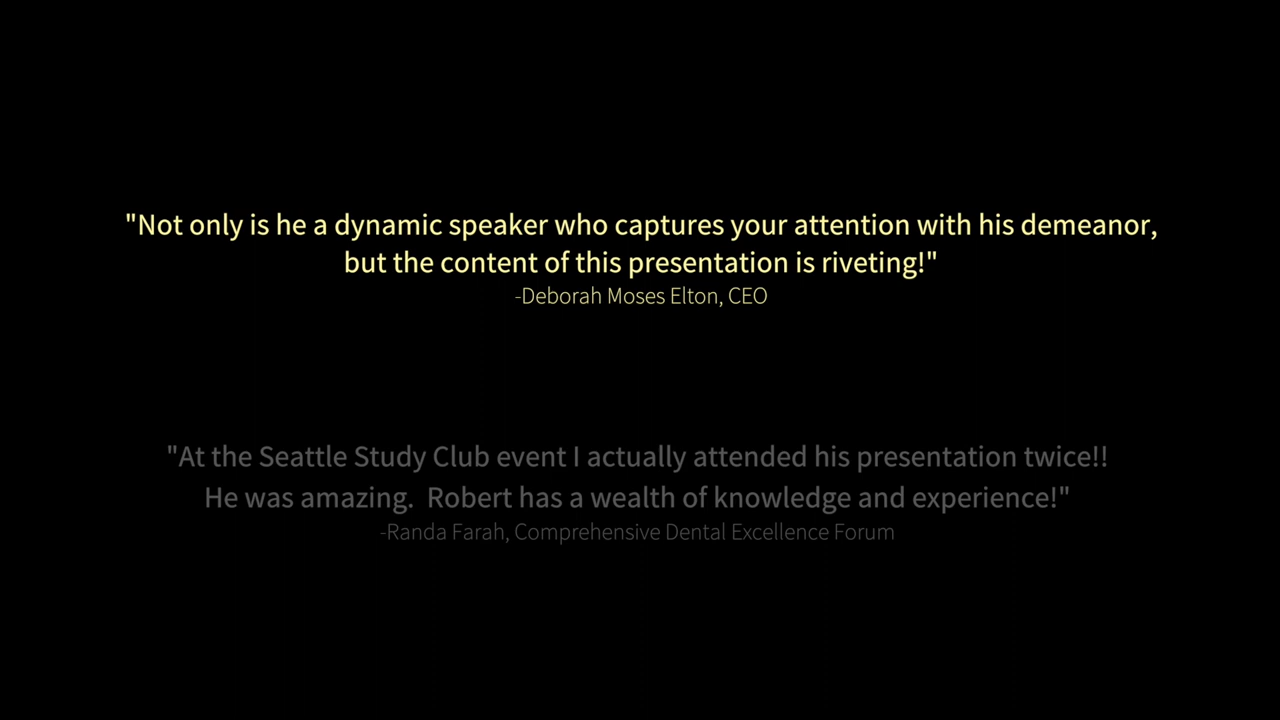 "Not only is he a dynamic speaker who captures your attention with his demeanor,
but the content of this presentation is riveting!"
-Deborah Moses Elton, CEO
"At the Seattle Study Club event I actually attended his presentation twice!!
He was amazing.  Robert has a wealth of knowledge and experience!"
-Randa Farah, Comprehensive Dental Excellence Forum